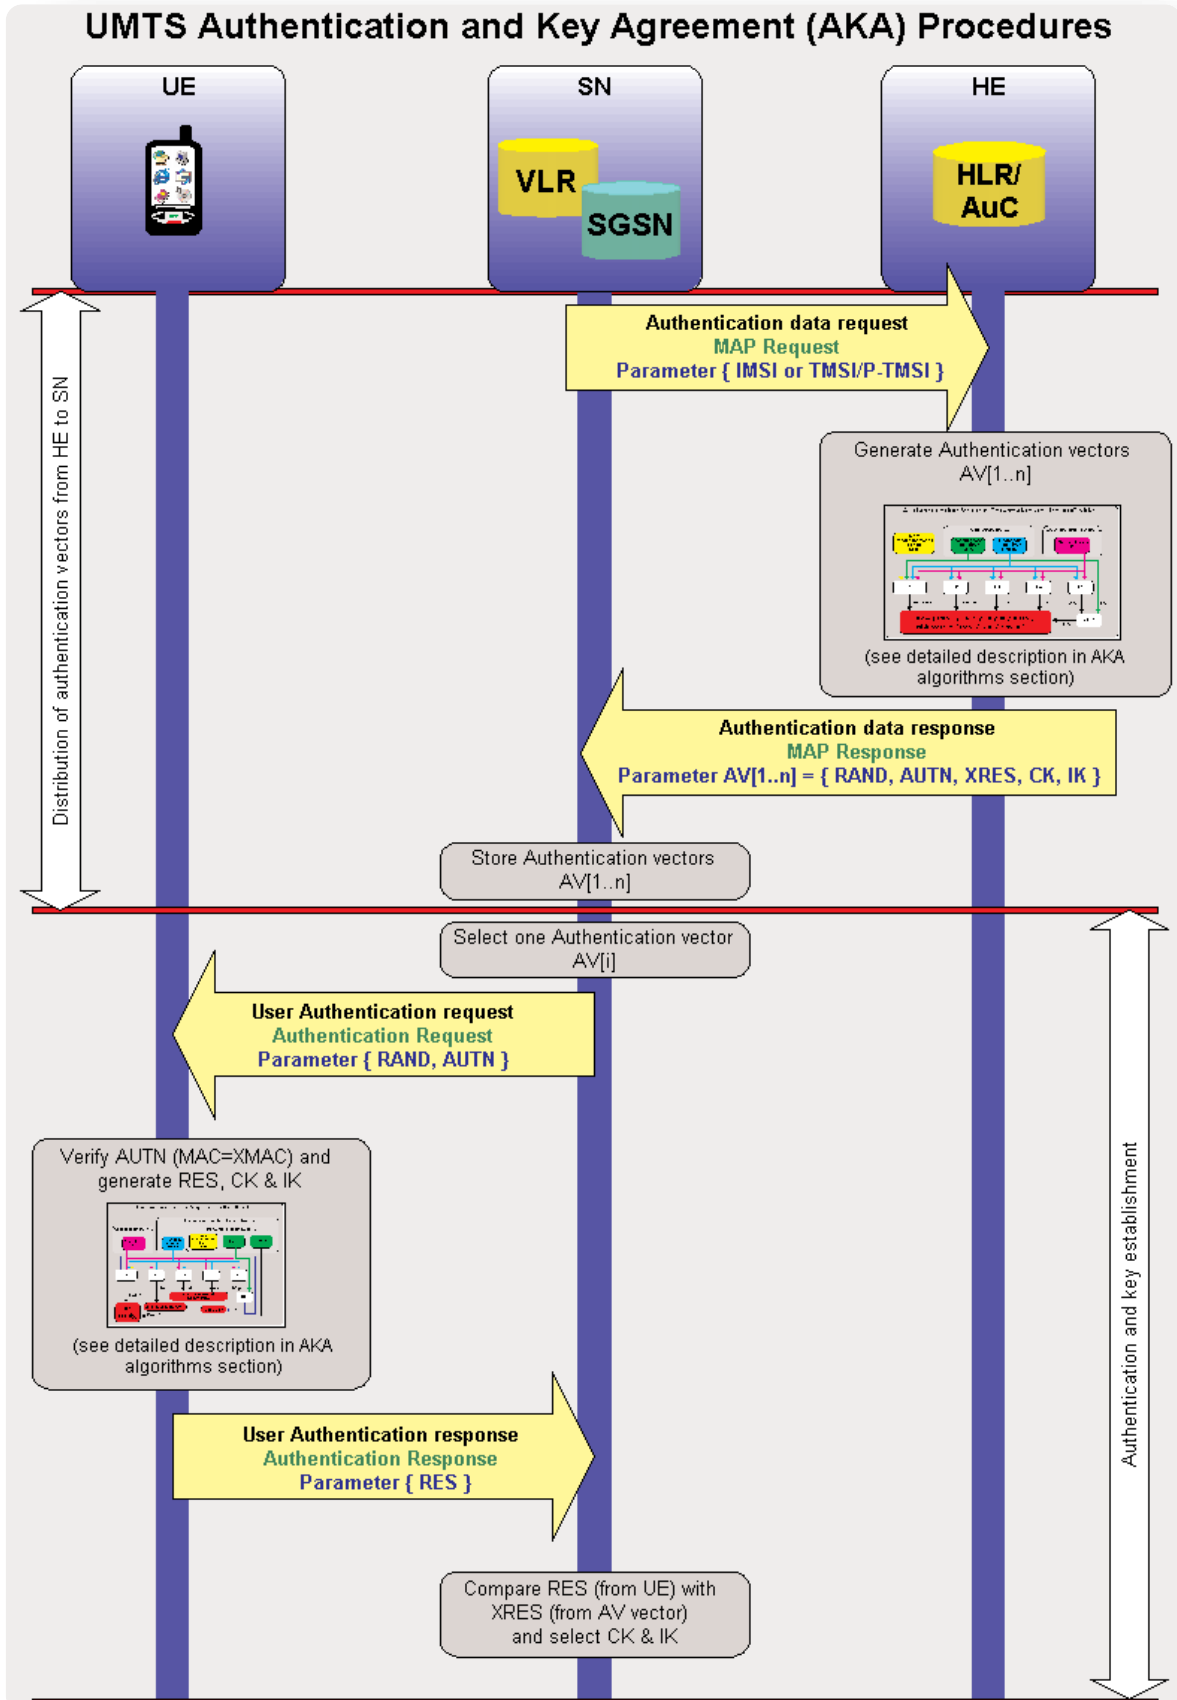 UMTS Authentication and Key Agreement (AKA) Procedures
UE
SN
HE
VLR
SGSN
HLR/
AuC
Authentication data request
MAP Request
Parameter { IMSI or TMSI/P-TMSI }
Distribution of authentication vectors from HE to SN
Generate Authentication vectors
AV[1..n]
(see detailed description in AKA
algorithms section)
Authentication data response
MAP Response
Parameter AV[1..n] = { RAND, AUTN, XRES, CK, IK }
Store Authentication vectors
AV[1..n]
Select one Authentication vector
AV[i]
User Authentication request
Authentication Request
Parameter { RAND, AUTN }
Verify AUTN (MAC=XMAC) and
generate RES, CK & IK
(see detailed description in AKA
algorithms section)
Authentication and key establishment
User Authentication response
Authentication Response
Parameter { RES }
Compare RES (from UE) with
XRES (from AV vector)
and select CK & IK